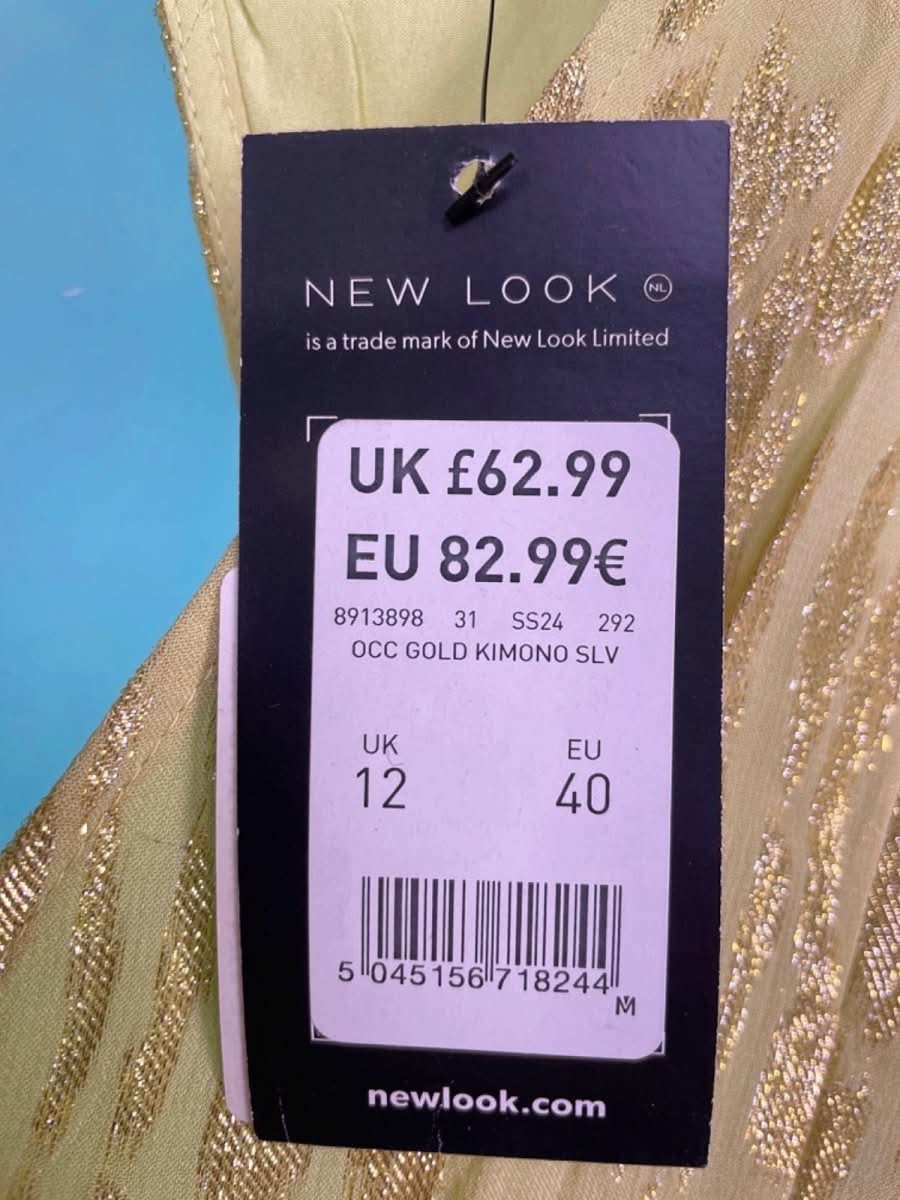 NEW LOOK NL
is a trade mark of New Look Limited
UK £62.99
EU 82.99€
8913898 31 SS24 292
OCC GOLD KIMONO SLV
UK EU
12 40
5 045156 718244
M
newlook.com